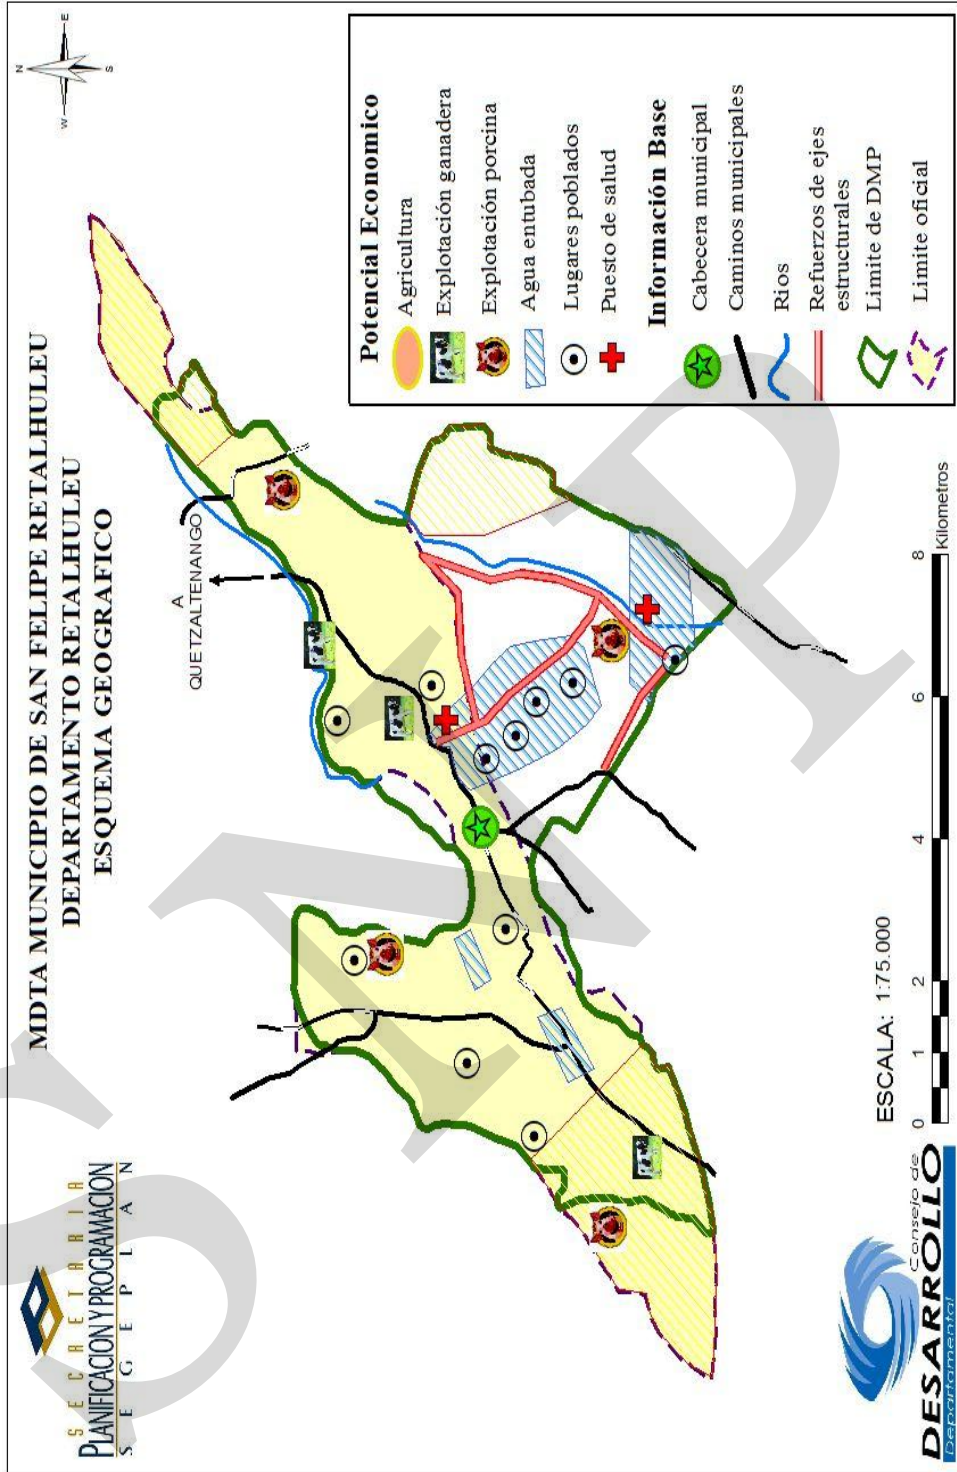 MDTA MUNICIPIO DE SAN FELIPE RETALHULEU
DEPARTAMENTO RETALHULEU
ESQUEMA GEOGRAFICO
S E C R E T A R I A
PLANIFICACION Y PROGRAMACION
S E G E P L A N
N
E
S
W
A
QUETZALTENANGO
Potencial Economico
Agricultura
Explotación ganadera
Explotación porcina
Agua entubada
Lugares poblados
Puesto de salud
Información Base
Cabecera municipal
Caminos municipales
Rios
Refuerzos de ejes
estructurales
Limite de DMP
Limite oficial
ESCALA: 1:75.000
0 1 2 4 6 8
Kilometros
Consejo de
DESARROLLO
Departamental
SNIP